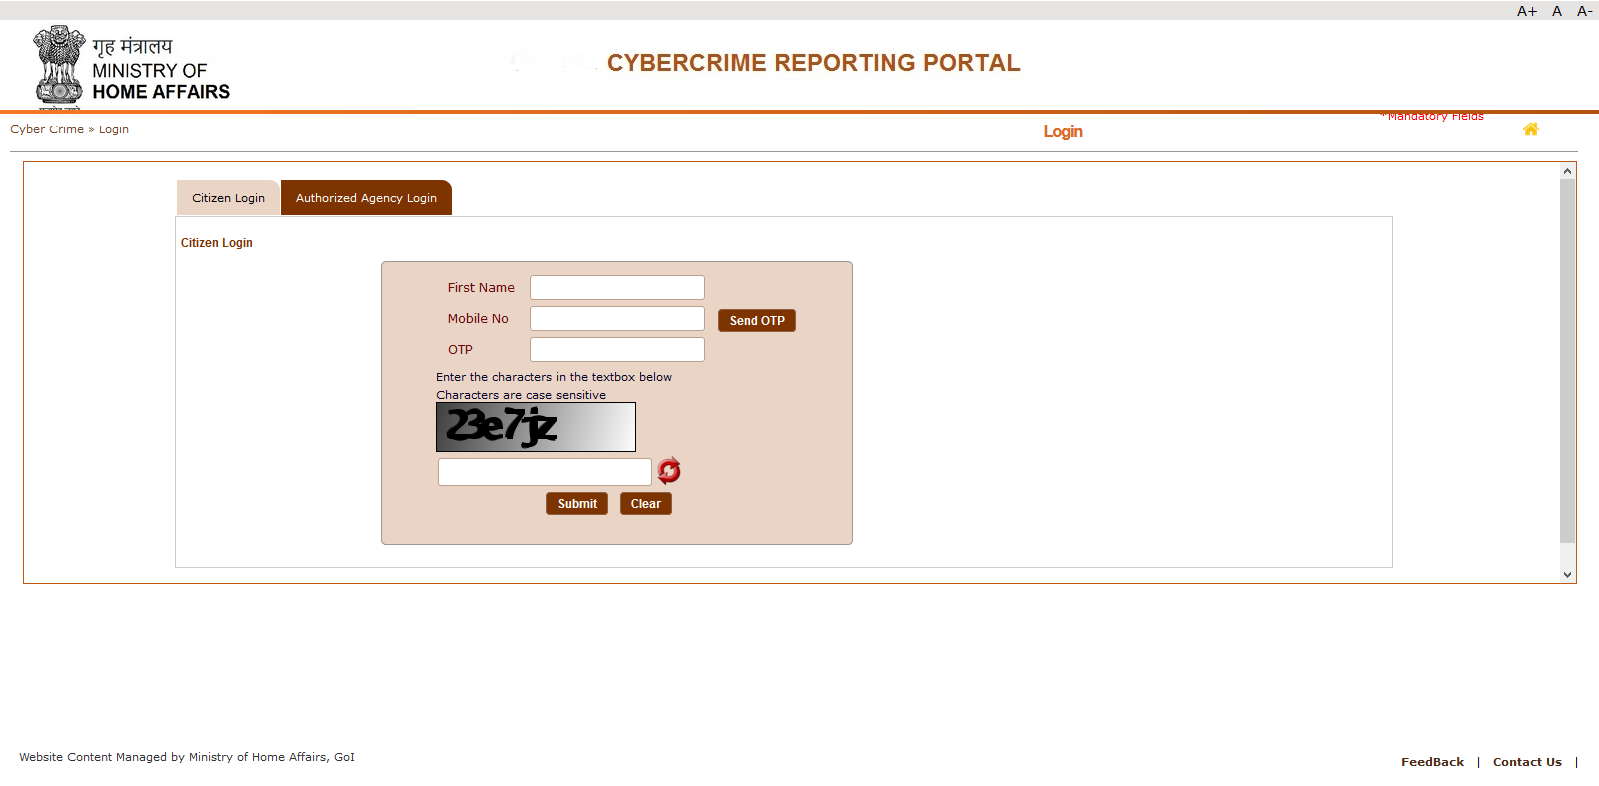 A+ A A-
गृह मंत्रालय
MINISTRY OF
HOME AFFAIRS
CYBERCRIME REPORTING PORTAL
Cyber Crime » Login
Login
*Mandatory Fields
Citizen Login
Authorized Agency Login
Citizen Login
First Name
Mobile No
Send OTP
OTP
Enter the characters in the textbox below
Characters are case sensitive
23e7jz
Submit
Clear
Website Content Managed by Ministry of Home Affairs, GoI
FeedBack | Contact Us |